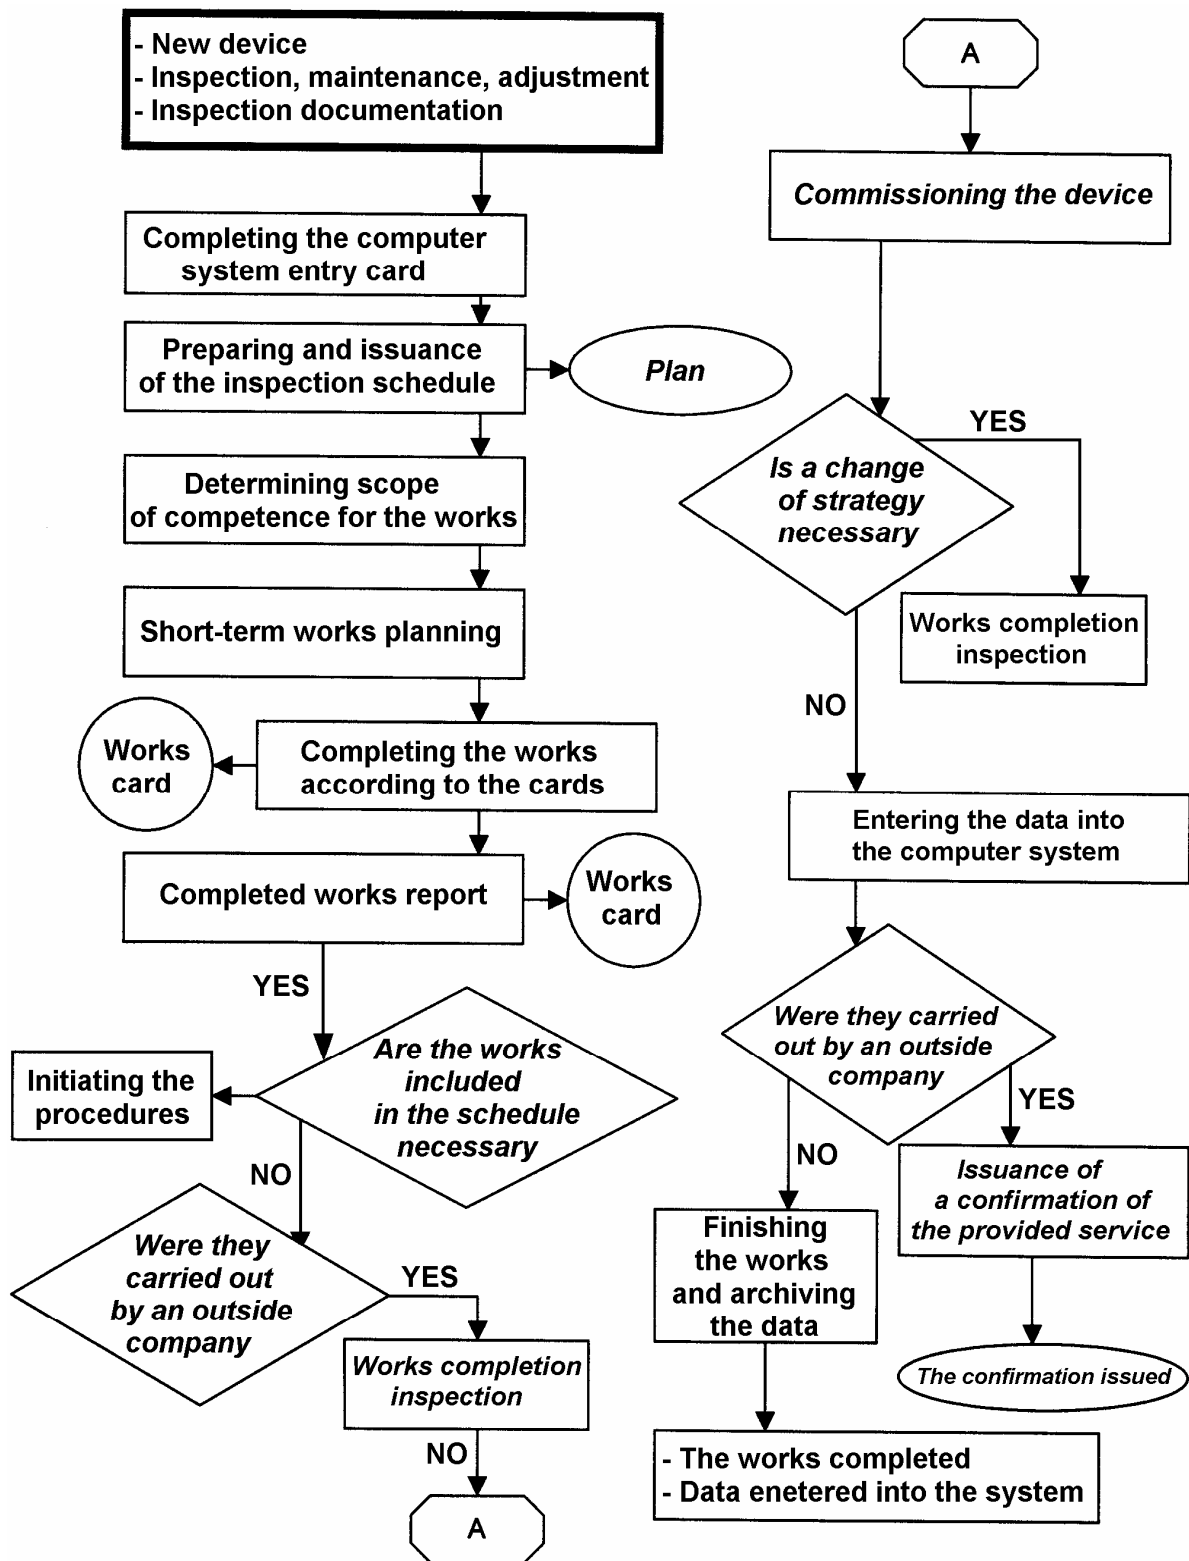 - New device
- Inspection, maintenance, adjustment
- Inspection documentation
Completing the computer
system entry card
Preparing and issuance
of the inspection schedule
Plan
Determining scope
of competence for the works
Short-term works planning
Works
card
Completing the works
according to the cards
Completed works report
Works
card
YES
Are the works
included
in the schedule
necessary
Initiating the
procedures
NO
Were they
carried out
by an outside
company
YES
Works completion
inspection
NO
A
A
Commissioning the device
YES
Is a change
of strategy
necessary
Works completion
inspection
NO
Entering the data into
the computer system
Were they carried
out by an outside
company
YES
NO
Issuance of
a confirmation of
the provided service
Finishing
the works
and archiving
the data
The confirmation issued
- The works completed
- Data enetered into the system